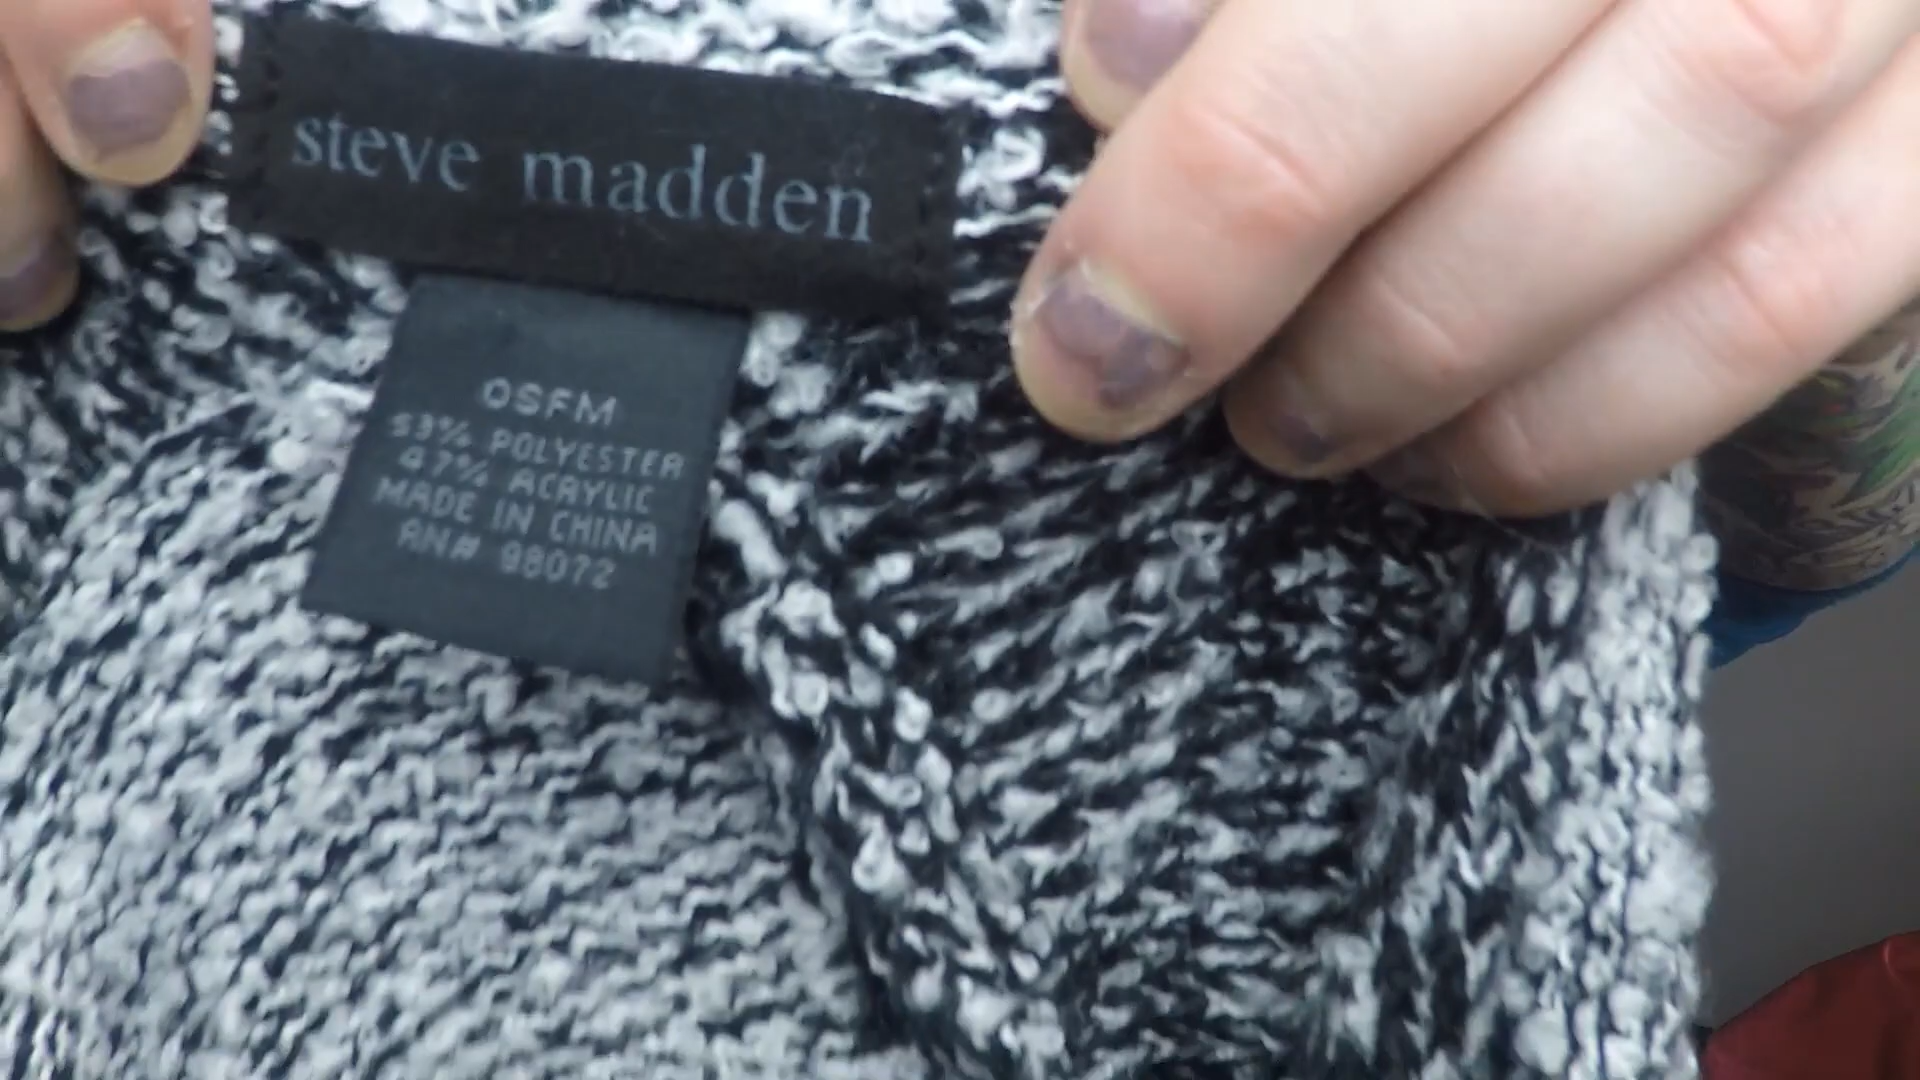 steve madden
OSFM
53% POLYESTER
47% ACRYLIC
MADE IN CHINA
RN# 98072